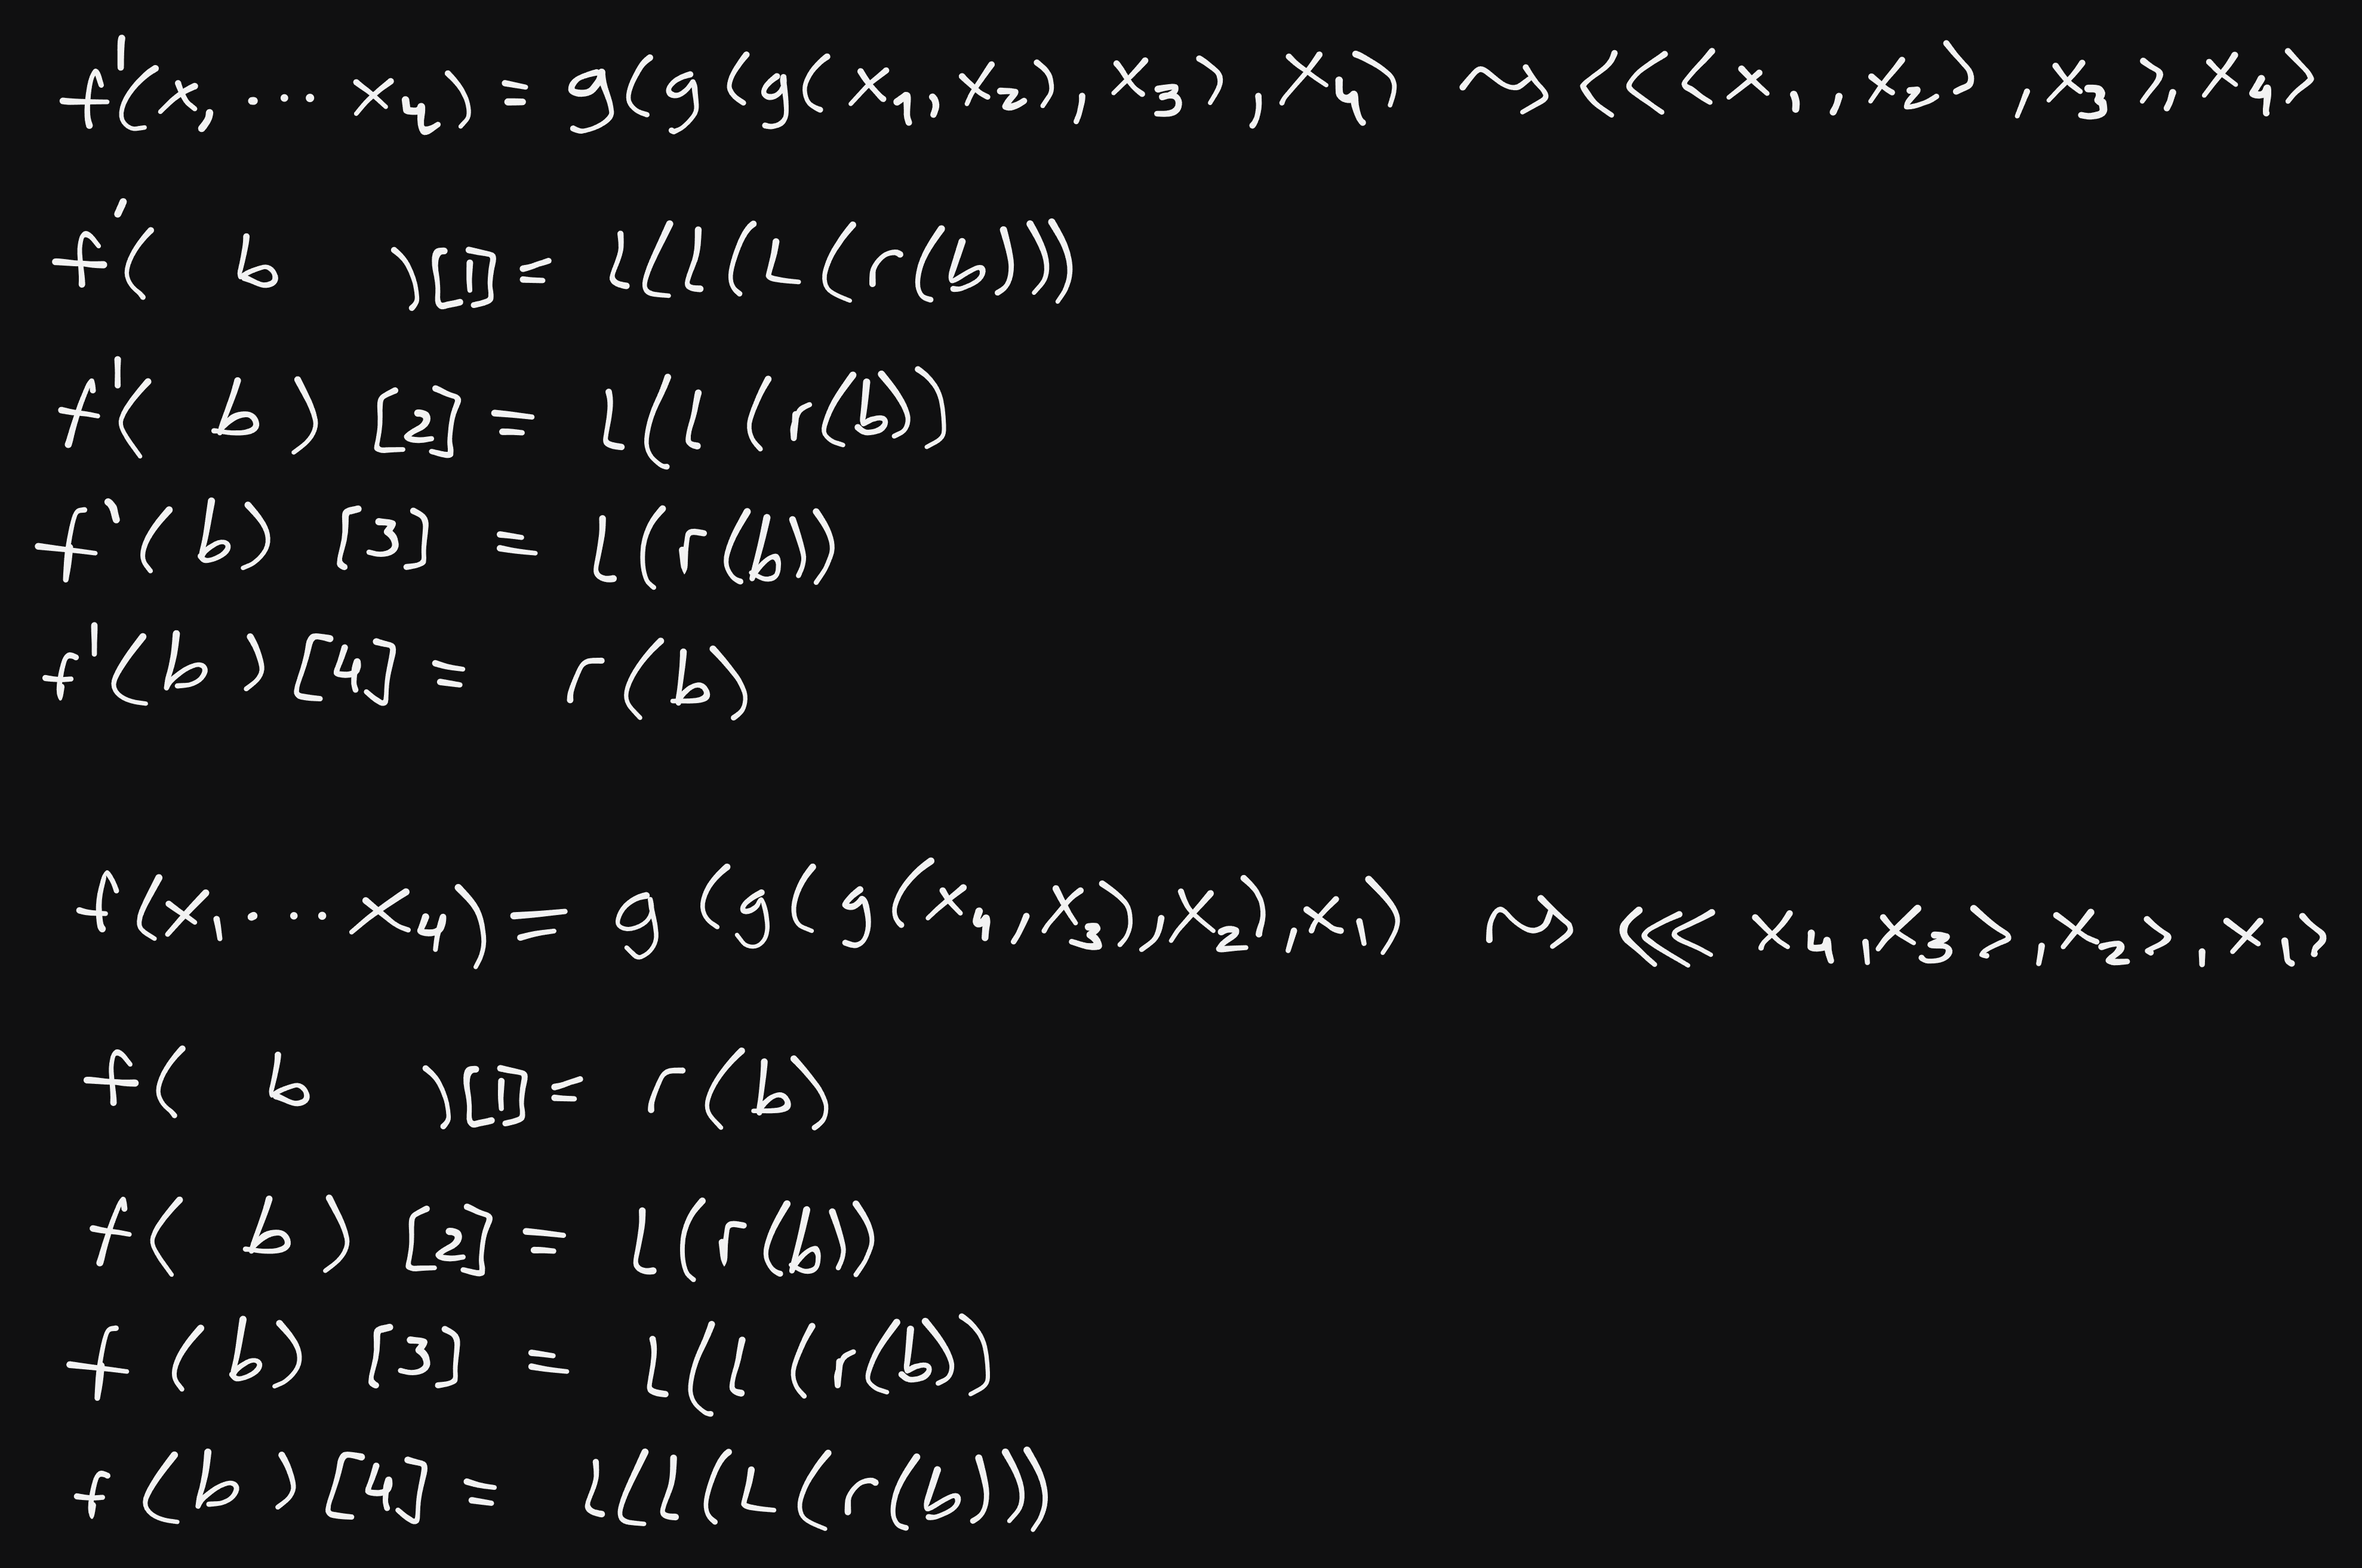 f'(x₁ ... x₄) = g(g(g(x₁, x₂), x₃), x₄) ~> <<<x₁, x₂>, x₃>, x₄>
f'( b )[1] = l(l(l(r(b)))
f'( b ) [2] = l(l(r(b))
f'(b) [3] = l(r(b))
f'(b)[4] = r(b)
f(x₁ ... x₄) = g(g(g(x₄, x₃), x₂), x₁) ~> <<<x₄, x₃>, x₂>, x₁>
f( b )[1] = r(b)
f( b ) [2] = l(r(b))
f (b) [3] = l(l(r(b))
f(b)[4] = l(l(l(r(b)))